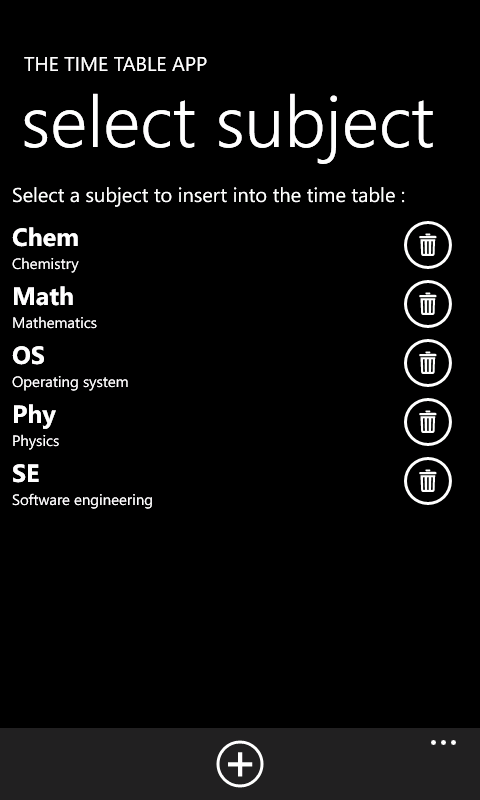 THE TIME TABLE APP
select subject
Select a subject to insert into the time table :
Chem
Chemistry
Math
Mathematics
OS
Operating system
Phy
Physics
SE
Software engineering